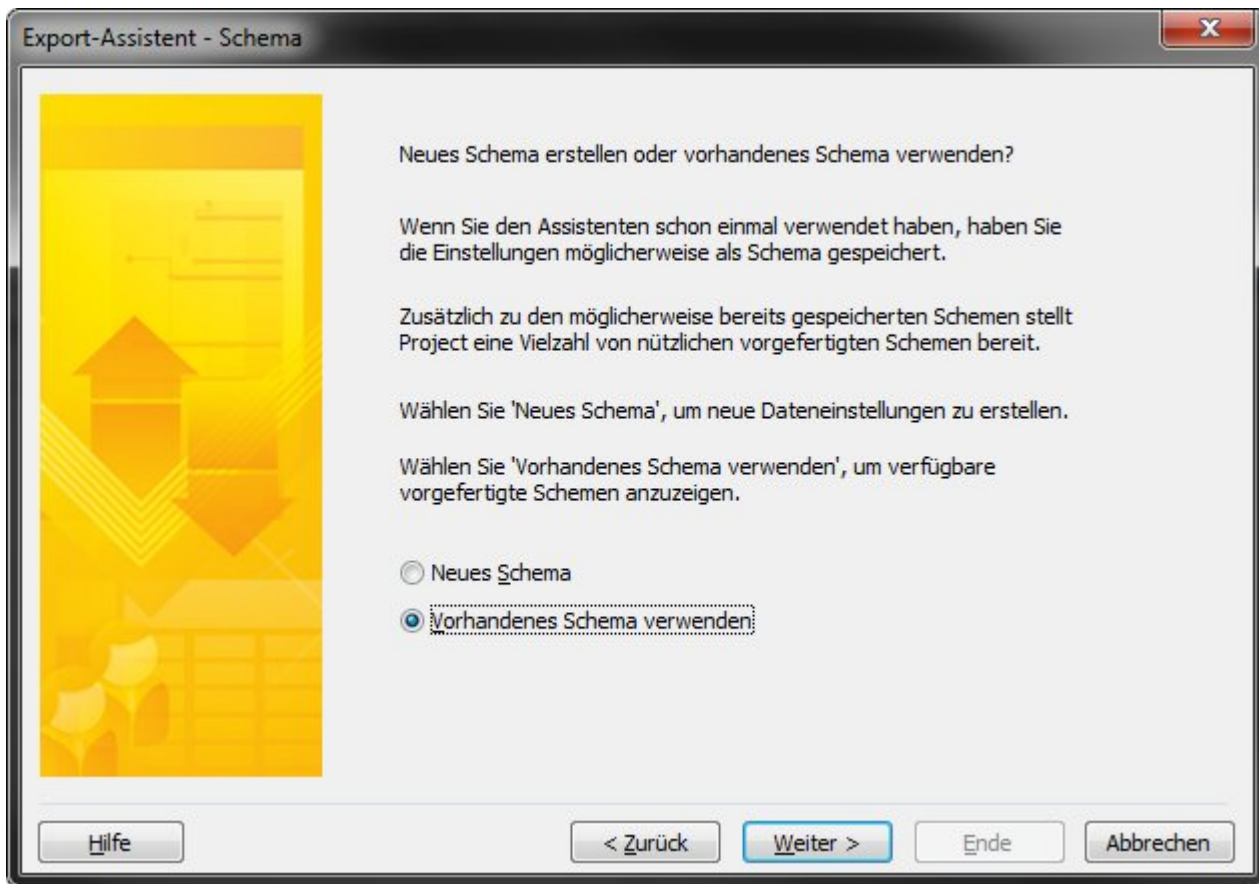 Export-Assistent - Schema
Neues Schema erstellen oder vorhandenes Schema verwenden?
Wenn Sie den Assistenten schon einmal verwendet haben, haben Sie
die Einstellungen möglicherweise als Schema gespeichert.
Zusätzlich zu den möglicherweise bereits gespeicherten Schemen stellt
Project eine Vielzahl von nützlichen vorgefertigten Schemen bereit.
Wählen Sie 'Neues Schema', um neue Dateneinstellungen zu erstellen.
Wählen Sie 'Vorhandenes Schema verwenden', um verfügbare
vorgefertigte Schemen anzuzeigen.
Neues Schema
Vorhandenes Schema verwenden
Hilfe
< Zurück
Weiter >
Ende
Abbrechen